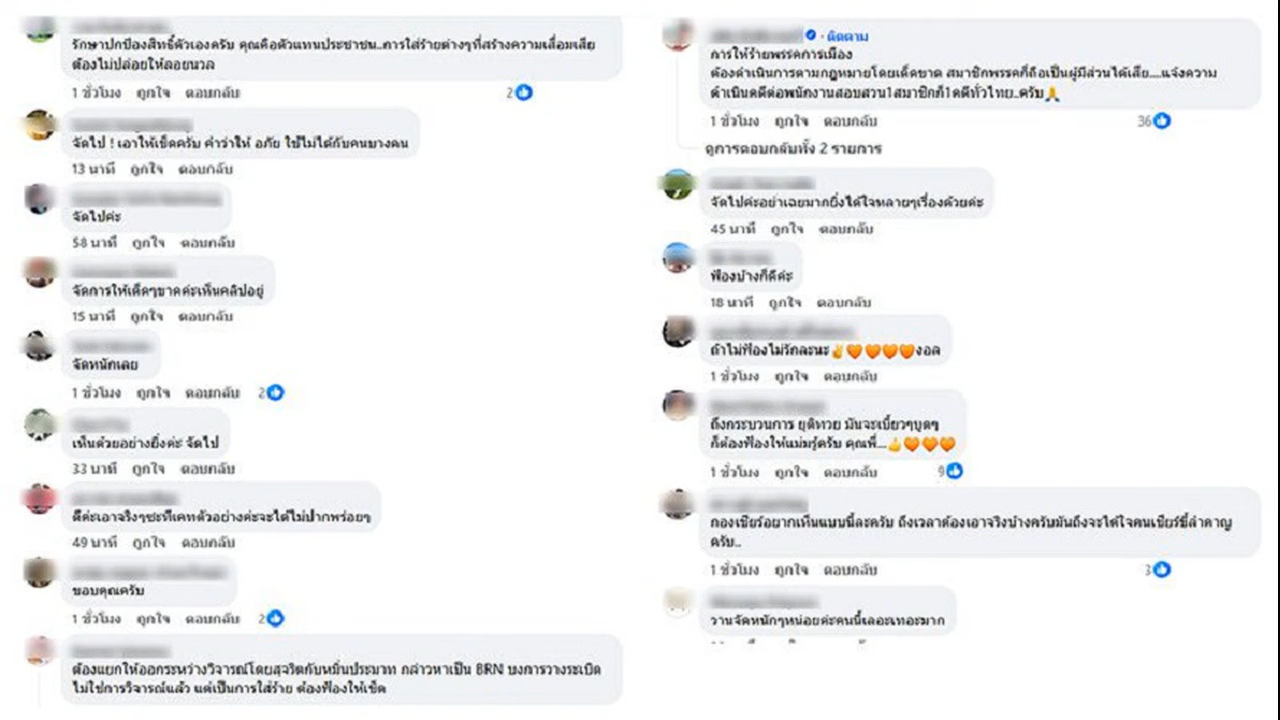 รักษาปกป้องสิทธิ์ตัวเองครับ คุณคือตัวแทนประชาชน..การใส่ร้ายต่างๆที่สร้างความเสื่อมเสีย
ต้องไม่ปล่อยให้ลอยนวล
1 ชั่วโมง ถูกใจ ตอบกลับ 2
จัดไป ! เอาให้เข็ดครับ คำว่าให้ อภัย ใช้ไม่ได้กับคนบางคน
13 นาที ถูกใจ ตอบกลับ
จัดไปค่ะ
58 นาที ถูกใจ ตอบกลับ
จัดการให้เด็ดๆขาดค่ะเห็นคลิปอยู่
15 นาที ถูกใจ ตอบกลับ
จัดหนักเลย
1 ชั่วโมง ถูกใจ ตอบกลับ 2
เห็นด้วยอย่างยิ่งค่ะ จัดไป
33 นาที ถูกใจ ตอบกลับ
ดีค่ะเอาจริงๆซะทีเคทตัวอย่างค่ะจะได้ไม่ปากพร่อยๆ
49 นาที ถูกใจ ตอบกลับ
ขอบคุณครับ
1 ชั่วโมง ถูกใจ ตอบกลับ 2
ต้องแยกให้ออกระหว่างวิจารณ์โดยสุจริตกับหมิ่นประมาท กล่าวหาเป็น BRN บงการวางระเบิด
ไม่ใช่การวิจารณ์แล้ว แต่เป็นการใส่ร้าย ต้องฟ้องให้เข็ด
· ติดตาม
การให้ร้ายพรรคการเมือง
ต้องดำเนินการตามกฎหมายโดยเด็ดขาด สมาชิกพรรคก็ถือเป็นผู้มีส่วนได้เสีย....แจ้งความ
ดำเนินคดีต่อพนักงานสอบสวน1สมาชิกก็1คดีทั่วไทย..ครับ🙏
1 ชั่วโมง ถูกใจ ตอบกลับ 36
ดูการตอบกลับทั้ง 2 รายการ
จัดไปค่ะอย่าเฉยมากยิ่งได้ใจหลายๆเรื่องด้วยค่ะ
45 นาที ถูกใจ ตอบกลับ
ฟ้องบ้างก็ดีค่ะ
18 นาที ถูกใจ ตอบกลับ
ถ้าไม่ฟ้องไม่รักละนะ✌️🧡🧡🧡🧡งอล
1 ชั่วโมง ถูกใจ ตอบกลับ
ถึงกระบวนการ ยุติทวย มันจะเบี้ยวๆบูดๆ
ก็ต้องฟ้องให้แม่มรู้ครับ คุณพี่....👍🧡🧡🧡
1 ชั่วโมง ถูกใจ ตอบกลับ 9
กองเชียร์อยากเห็นแบบนี้ละครับ ถึงเวลาต้องเอาจริงบ้างครับมันถึงจะได้ใจคนเชียร์ขี้ลำคาญ
ครับ..
1 ชั่วโมง ถูกใจ ตอบกลับ 3
วานจัดหนักๆหน่อยค่ะคนนี้เลอะเทอะมาก